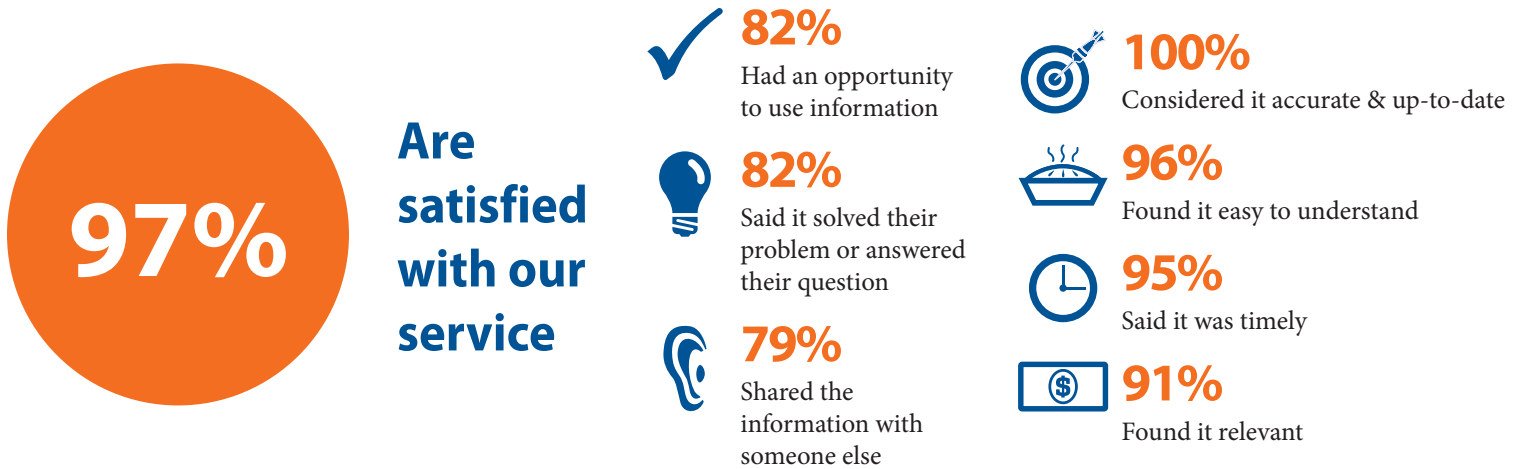 97%
Are
satisfied
with our
service
82%
Had an opportunity
to use information
82%
Said it solved their
problem or answered
their question
79%
Shared the
information with
someone else
100%
Considered it accurate & up-to-date
96%
Found it easy to understand
95%
Said it was timely
$
91%
Found it relevant